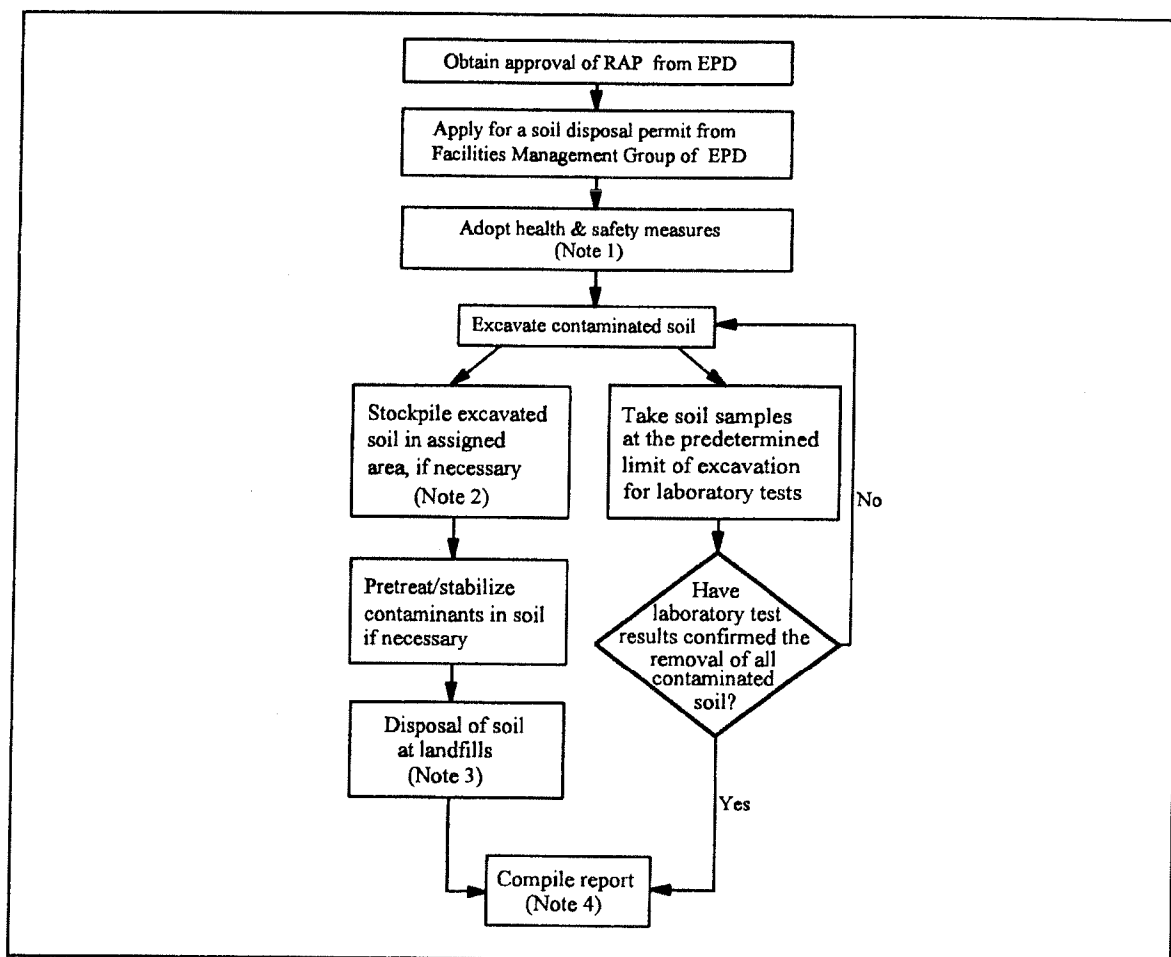 Obtain approval of RAP from EPD
Apply for a soil disposal permit from
Facilities Management Group of EPD
Adopt health & safety measures
(Note 1)
Excavate contaminated soil
Stockpile excavated
soil in assigned
area, if necessary
(Note 2)
Take soil samples
at the predetermined
limit of excavation
for laboratory tests
No
Pretreat/stabilize
contaminants in soil
if necessary
Have
laboratory test
results confirmed the
removal of all
contaminated
soil?
Disposal of soil
at landfills
(Note 3)
Yes
Compile report
(Note 4)